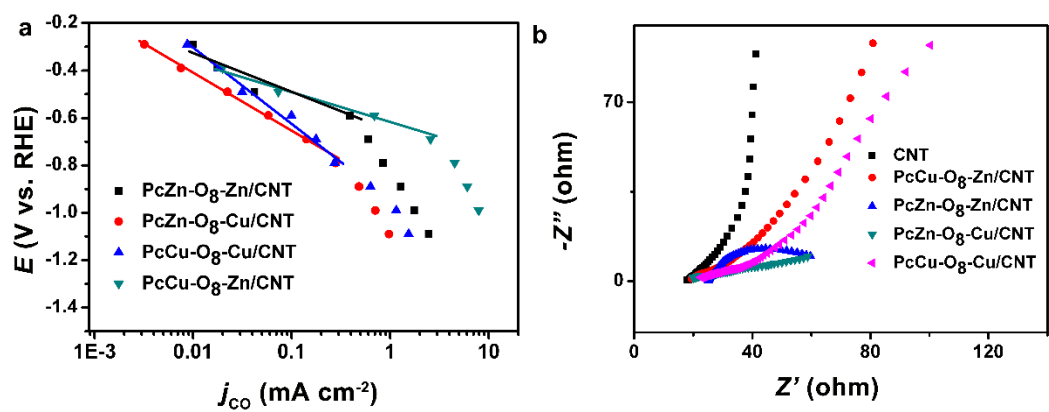 a
-0.2
-0.4
-0.6
-0.8
-1.0
-1.2
-1.4
E (V vs. RHE)
PcZn-O₈-Zn/CNT
PcZn-O₈-Cu/CNT
PcCu-O₈-Cu/CNT
PcCu-O₈-Zn/CNT
1E-3 0.01 0.1 1 10
j_CO (mA cm⁻²)
b
70
0
-Z″ (ohm)
CNT
PcCu-O₈-Zn/CNT
PcZn-O₈-Zn/CNT
PcZn-O₈-Cu/CNT
PcCu-O₈-Cu/CNT
0 40 80 120
Z′ (ohm)